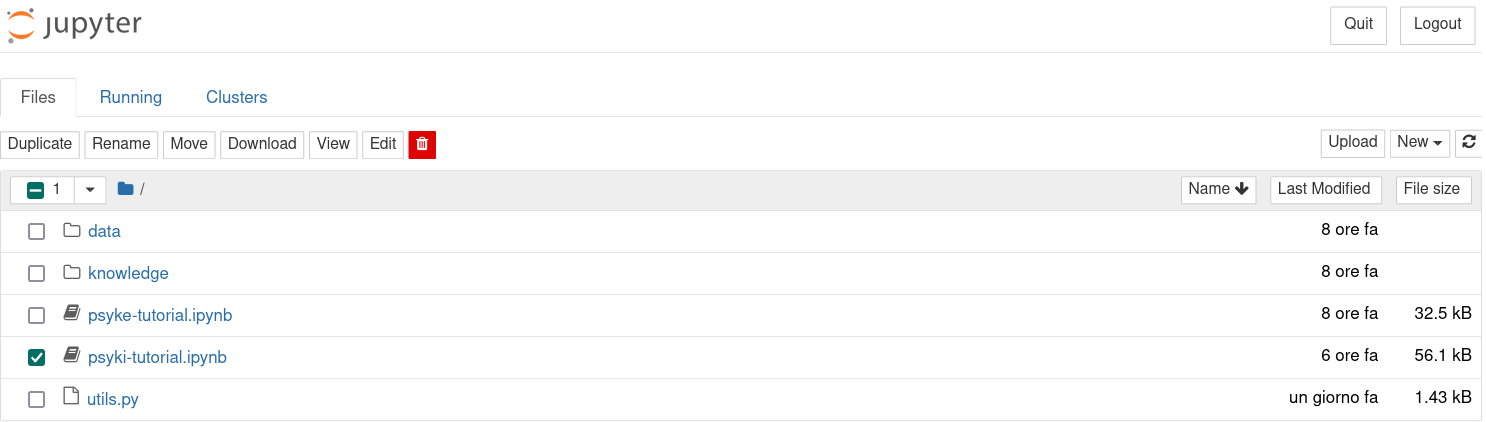 jupyter Quit Logout
Files Running Clusters
Duplicate Rename Move Download View Edit Upload New
1 / Name Last Modified File size
data 8 ore fa
knowledge 8 ore fa
psyke-tutorial.ipynb 8 ore fa 32.5 kB
psyki-tutorial.ipynb 6 ore fa 56.1 kB
utils.py un giorno fa 1.43 kB